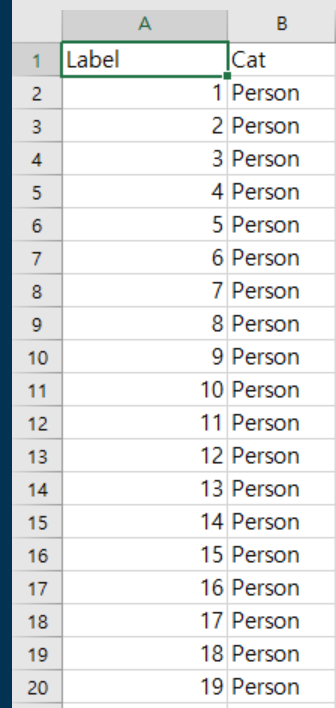 A B
1 Label Cat
2 1 Person
3 2 Person
4 3 Person
5 4 Person
6 5 Person
7 6 Person
8 7 Person
9 8 Person
10 9 Person
11 10 Person
12 11 Person
13 12 Person
14 13 Person
15 14 Person
16 15 Person
17 16 Person
18 17 Person
19 18 Person
20 19 Person